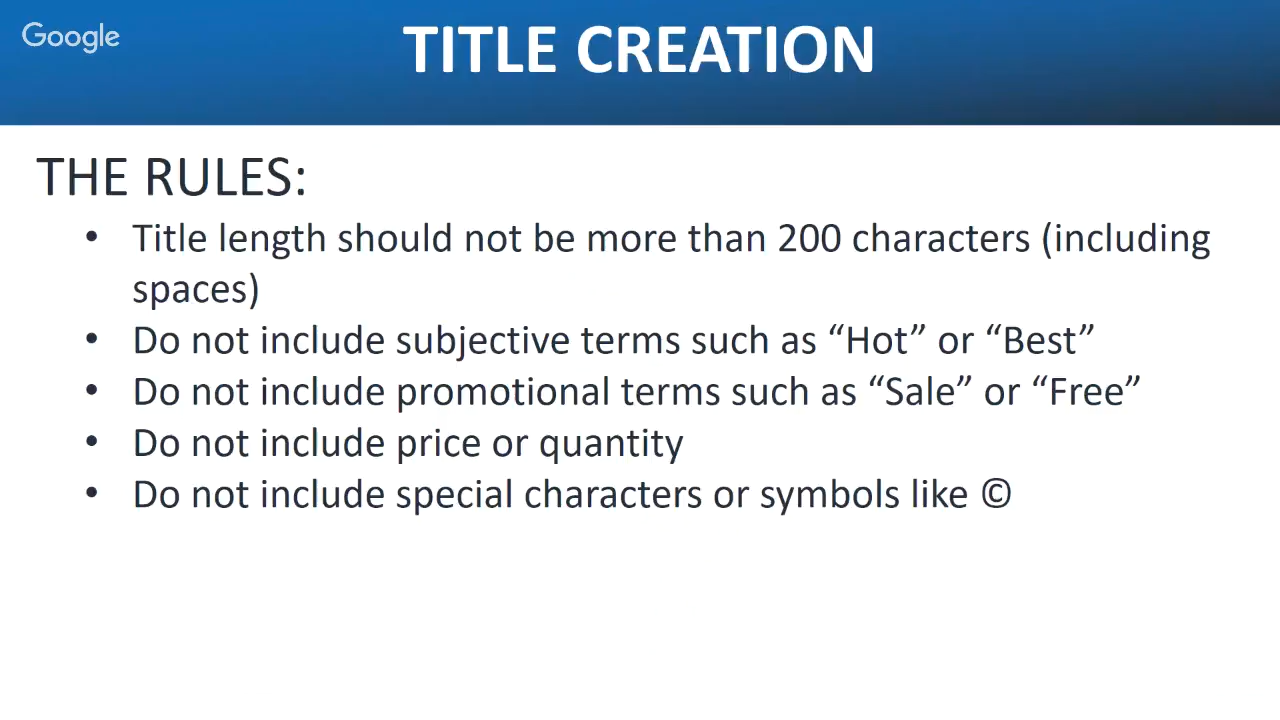 Google
TITLE CREATION
THE RULES:
• Title length should not be more than 200 characters (including
spaces)
• Do not include subjective terms such as “Hot” or “Best”
• Do not include promotional terms such as “Sale” or “Free”
• Do not include price or quantity
• Do not include special characters or symbols like ©